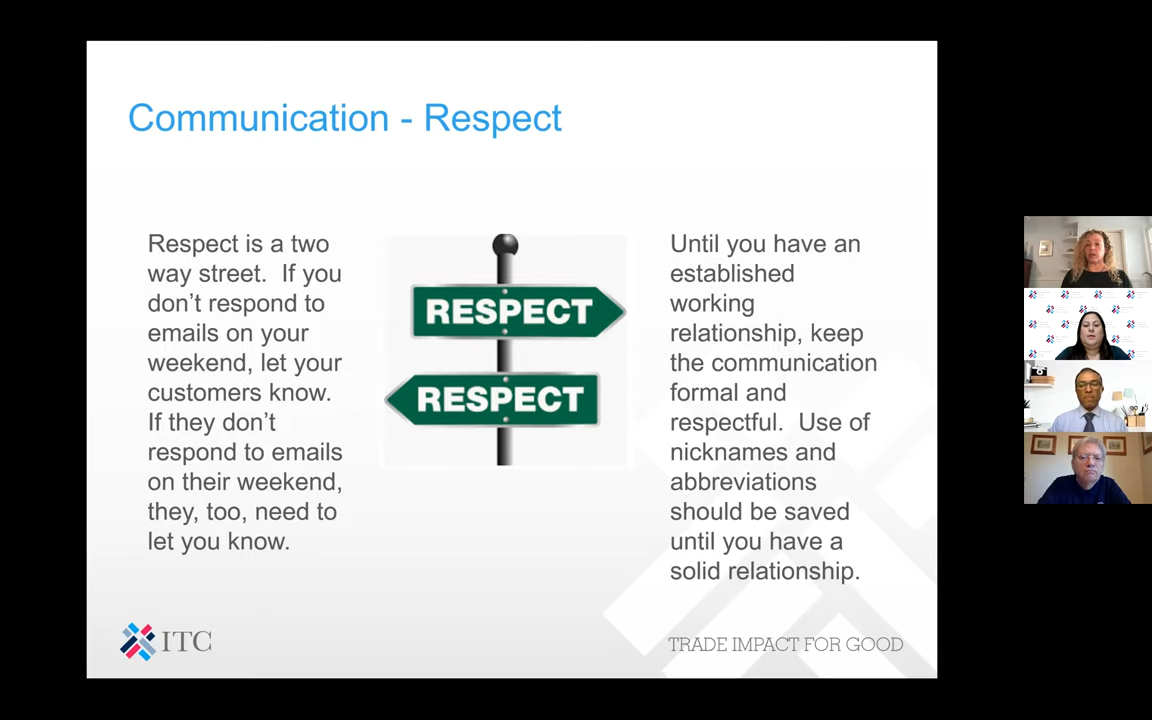 Communication - Respect
Respect is a two
way street.  If you
don’t respond to
emails on your
weekend, let your
customers know.
If they don’t
respond to emails
on their weekend,
they, too, need to
let you know.
RESPECT
RESPECT
Until you have an
established
working
relationship, keep
the communication
formal and
respectful.  Use of
nicknames and
abbreviations
should be saved
until you have a
solid relationship.
ITC
TRADE IMPACT FOR GOOD